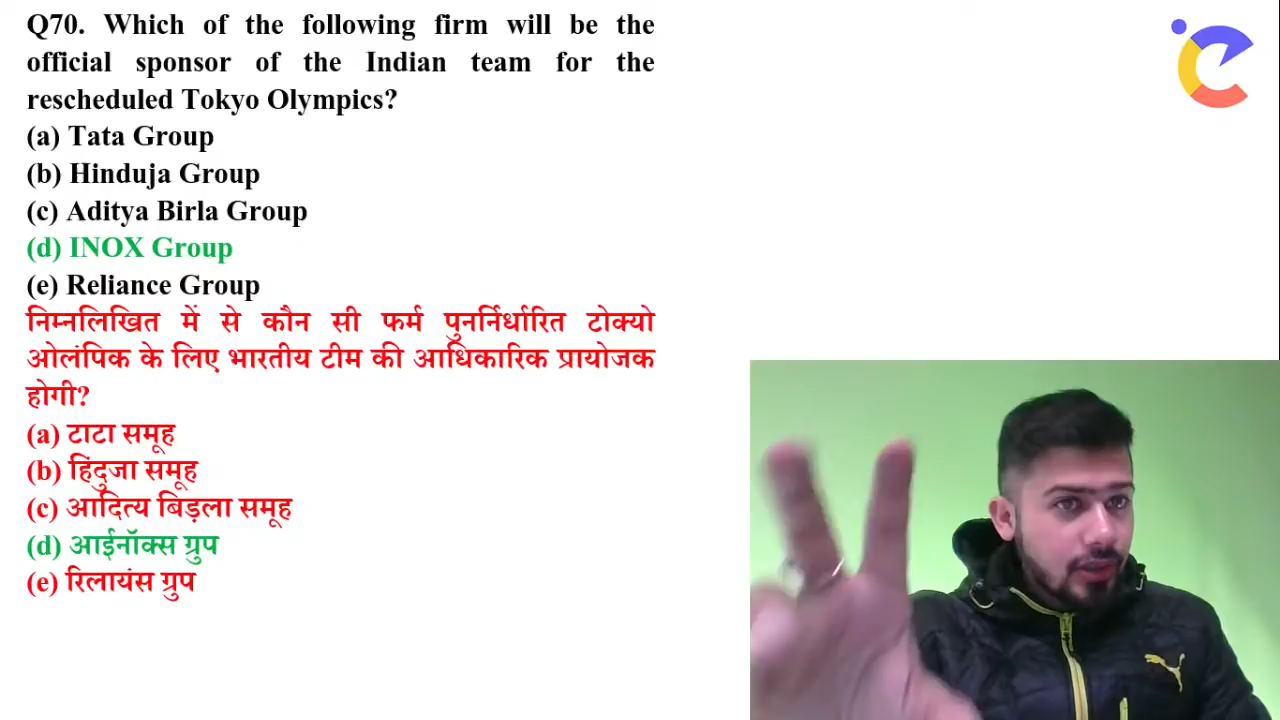 Q70. Which of the following firm will be the
official sponsor of the Indian team for the
rescheduled Tokyo Olympics?
(a) Tata Group
(b) Hinduja Group
(c) Aditya Birla Group
(d) INOX Group
(e) Reliance Group
निम्नलिखित में से कौन सी फर्म पुनर्निर्धारित टोक्यो
ओलंपिक के लिए भारतीय टीम की आधिकारिक प्रायोजक
होगी?
(a) टाटा समूह
(b) हिंदुजा समूह
(c) आदित्य बिड़ला समूह
(d) आईनॉक्स ग्रुप
(e) रिलायंस ग्रुप